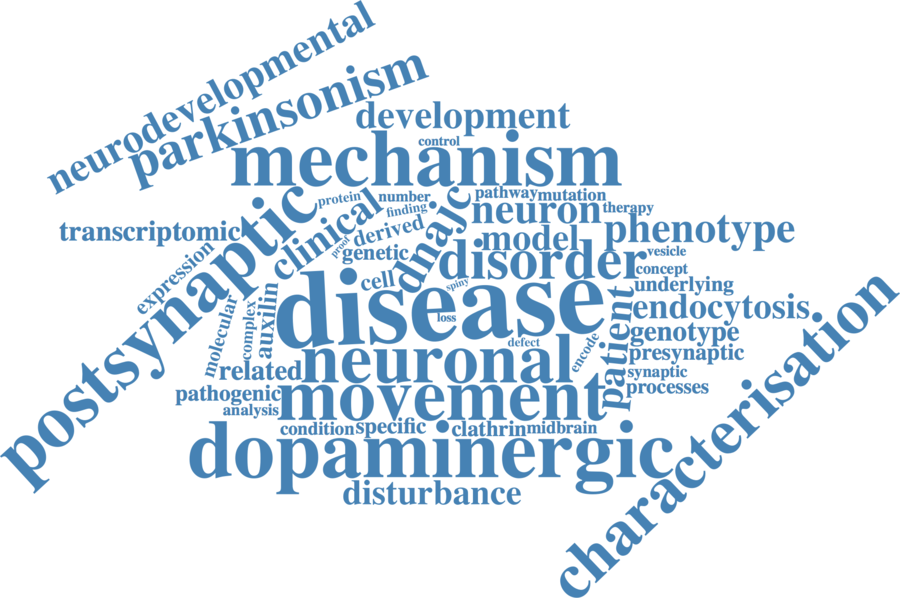 neurodevelopmental
parkinsonism
development
control
mechanism
protein
number
pathway
mutation
finding
therapy
postsynaptic
clinical
dnajc
neuron
phenotype
transcriptomic
derived
proof
genetic
model
disorder
vesicle
concept
expression
cell
spiny
underlying
disease
endocytosis
loss
molecular
complex
auxilin
defect
encode
patient
genotype
presynaptic
synaptic
processes
related
neuronal
pathogenic
movement
analysis
condition
specific
clathrin
midbrain
dopaminergic
disturbance
characterisation